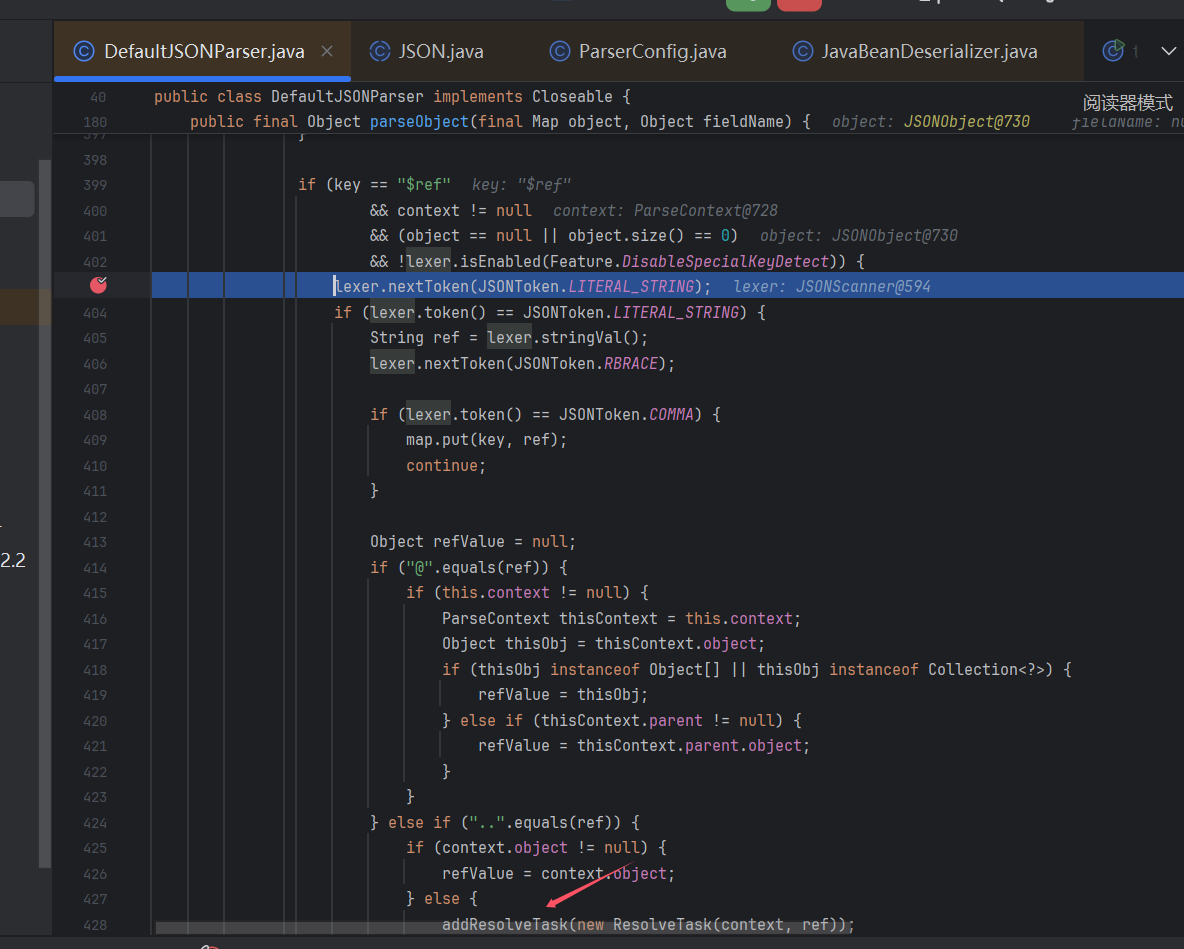 DefaultJSONParser.java JSON.java ParserConfig.java JavaBeanDeserializer.java 1
40 public class DefaultJSONParser implements Closeable {
阅读器模式
180 public final Object parseObject(final Map object, Object fieldName) { object: JSONObject@730 fieldName: nu
397 }
398
399 if (key == "$ref" key: "$ref"
400 && context != null context: ParseContext@728
401 && (object == null || object.size() == 0) object: JSONObject@730
402 && !lexer.isEnabled(Feature.DisableSpecialKeyDetect)) {
lexer.nextToken(JSONToken.LITERAL_STRING); lexer: JSONScanner@594
404 if (lexer.token() == JSONToken.LITERAL_STRING) {
405 String ref = lexer.stringVal();
406 lexer.nextToken(JSONToken.RBRACE);
407
408 if (lexer.token() == JSONToken.COMMA) {
409 map.put(key, ref);
410 continue;
411 }
412
413 Object refValue = null;
414 if ("@".equals(ref)) {
415 if (this.context != null) {
416 ParseContext thisContext = this.context;
417 Object thisObj = thisContext.object;
418 if (thisObj instanceof Object[] || thisObj instanceof Collection<?>) {
419 refValue = thisObj;
420 } else if (thisContext.parent != null) {
421 refValue = thisContext.parent.object;
422 }
423 }
424 } else if ("..".equals(ref)) {
425 if (context.object != null) {
426 refValue = context.object;
427 } else {
428 addResolveTask(new ResolveTask(context, ref));
2.2